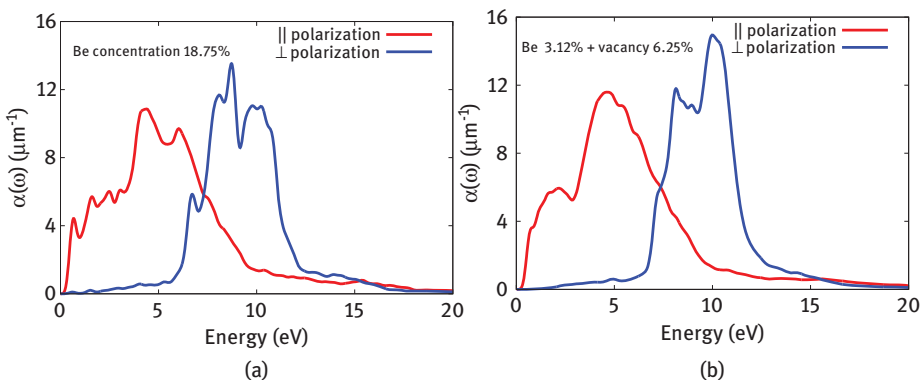 || polarization
⊥ polarization
Be concentration 18.75%
α(ω) (μm⁻¹)
16
12
8
4
0
0 5 10 15 20
Energy (eV)
(a)
|| polarization
⊥ polarization
Be 3.12% + vacancy 6.25%
α(ω) (μm⁻¹)
16
12
8
4
0
0 5 10 15 20
Energy (eV)
(b)